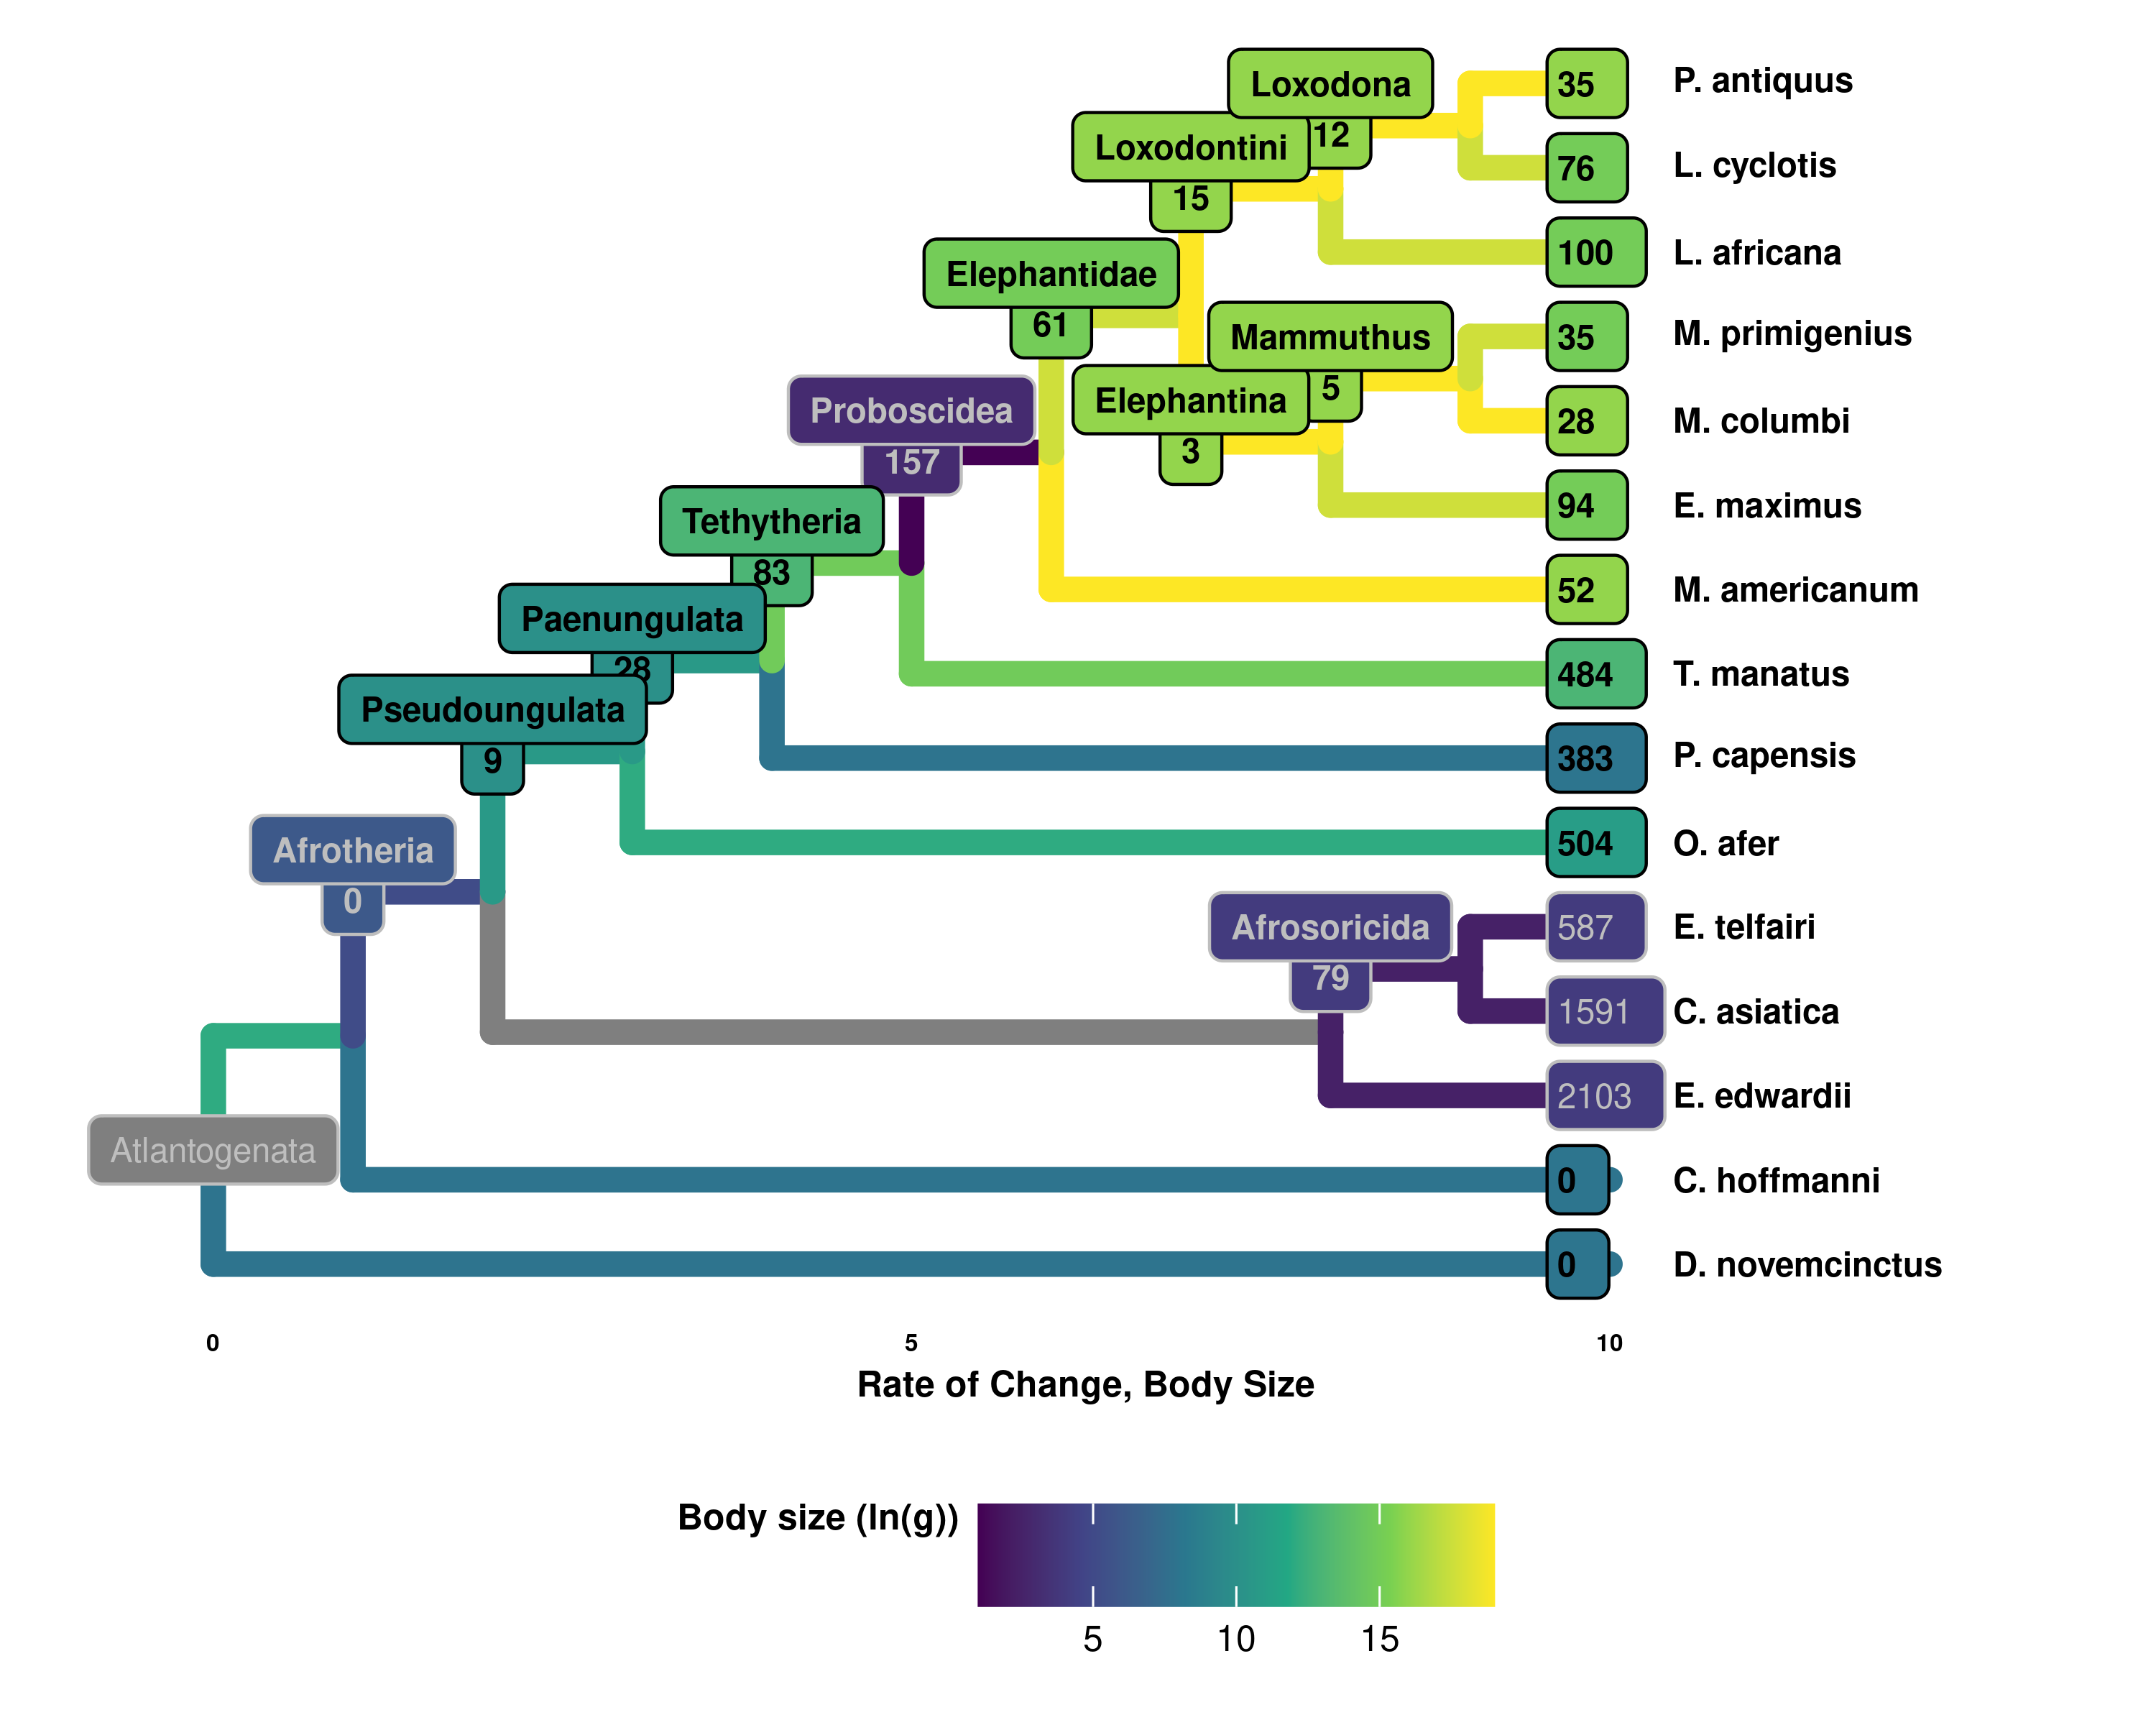 Loxodona
35 P. antiquus
Loxodontini
12
76 L. cyclotis
15
100 L. africana
Elephantidae
61
Mammuthus
35 M. primigenius
Elephantina
5
28 M. columbi
Proboscidea
3
157
94 E. maximus
Tethytheria
83
52 M. americanum
Paenungulata
28
484 T. manatus
Pseudoungulata
9
383 P. capensis
Afrotheria
0
504 O. afer
Afrosoricida
587 E. telfairi
79
1591 C. asiatica
2103 E. edwardii
Atlantogenata
0 C. hoffmanni
0 D. novemcinctus
0 5 10
Rate of Change, Body Size
Body size (ln(g))
5 10 15